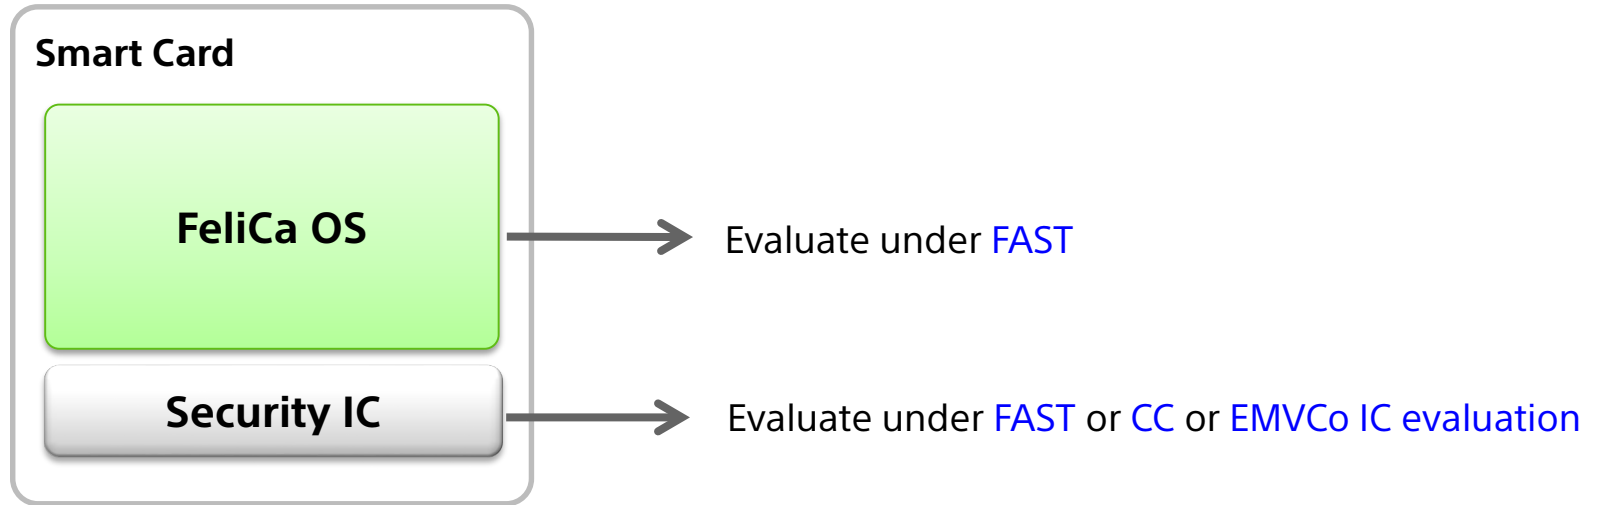 Smart Card
FeliCa OS
Evaluate under FAST
Security IC
Evaluate under FAST or CC or EMVCo IC evaluation